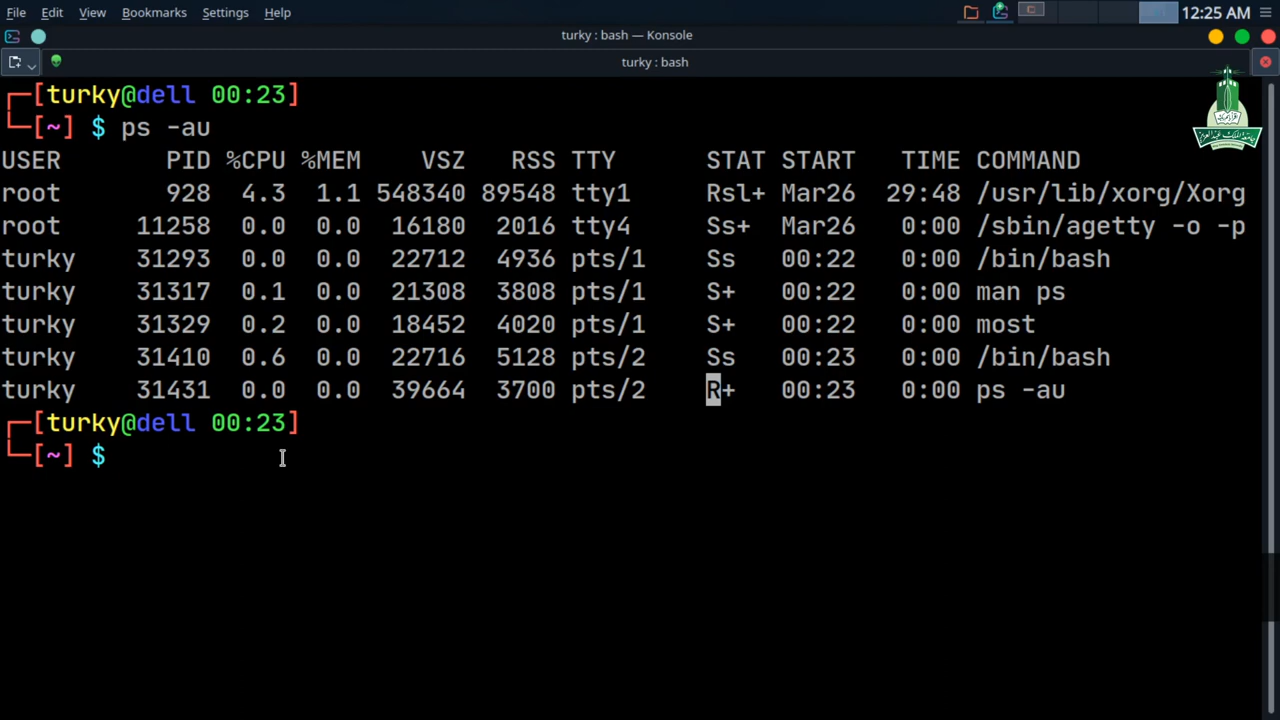 File Edit View Bookmarks Settings Help 12:25 AM
turky : bash — Konsole
turky : bash
┌─[turky@dell 00:23]
└─[~] $ ps -au
USER PID %CPU %MEM VSZ RSS TTY STAT START TIME COMMAND
root 928 4.3 1.1 548340 89548 tty1 Rsl+ Mar26 29:48 /usr/lib/xorg/Xorg
root 11258 0.0 0.0 16180 2016 tty4 Ss+ Mar26 0:00 /sbin/agetty -o -p
turky 31293 0.0 0.0 22712 4936 pts/1 Ss 00:22 0:00 /bin/bash
turky 31317 0.1 0.0 21308 3808 pts/1 S+ 00:22 0:00 man ps
turky 31329 0.2 0.0 18452 4020 pts/1 S+ 00:22 0:00 most
turky 31410 0.6 0.0 22716 5128 pts/2 Ss 00:23 0:00 /bin/bash
turky 31431 0.0 0.0 39664 3700 pts/2 R+ 00:23 0:00 ps -au
┌─[turky@dell 00:23]
└─[~] $